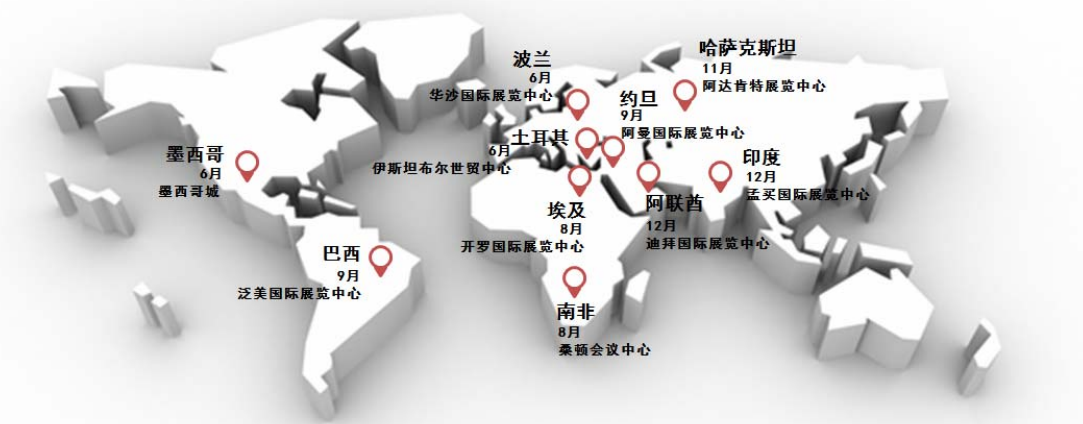 波兰
6月
华沙国际展览中心
哈萨克斯坦
11月
阿达肯特展览中心
约旦
9月
阿曼国际展览中心
土耳其
6月
伊斯坦布尔世贸中心
墨西哥
6月
墨西哥城
印度
12月
孟买国际展览中心
阿联酋
12月
迪拜国际展览中心
埃及
8月
开罗国际展览中心
巴西
9月
泛美国际展览中心
南非
8月
桑顿会议中心